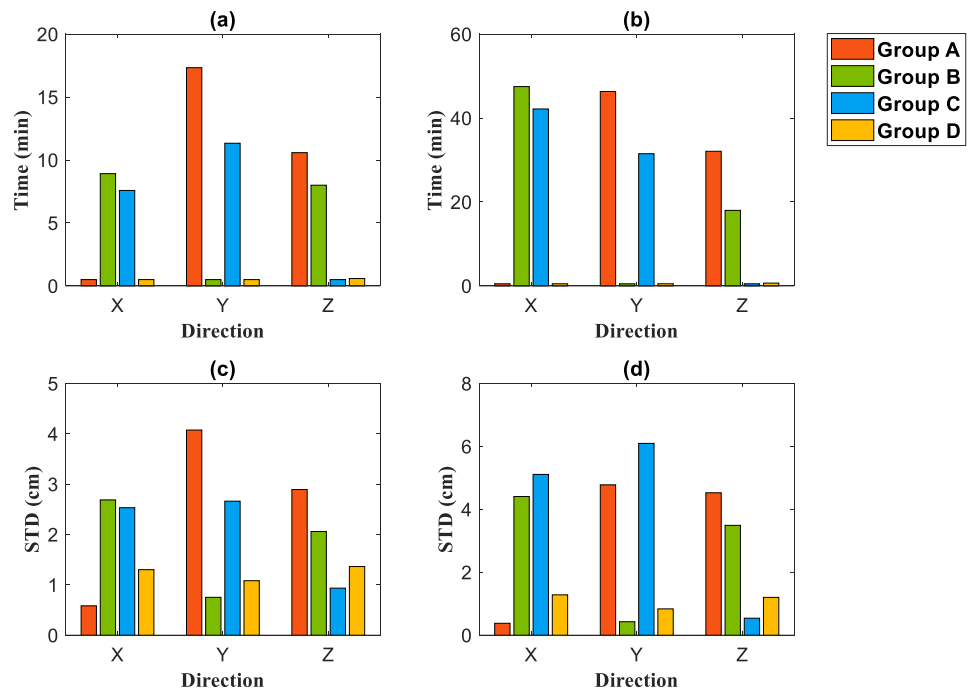 (a)
20
15
10
5
0
Time (min)
X
Y
Z
Direction
(b)
60
40
20
0
Time (min)
X
Y
Z
Direction
Group A
Group B
Group C
Group D
(c)
5
4
3
2
1
0
STD (cm)
X
Y
Z
Direction
(d)
8
6
4
2
0
STD (cm)
X
Y
Z
Direction